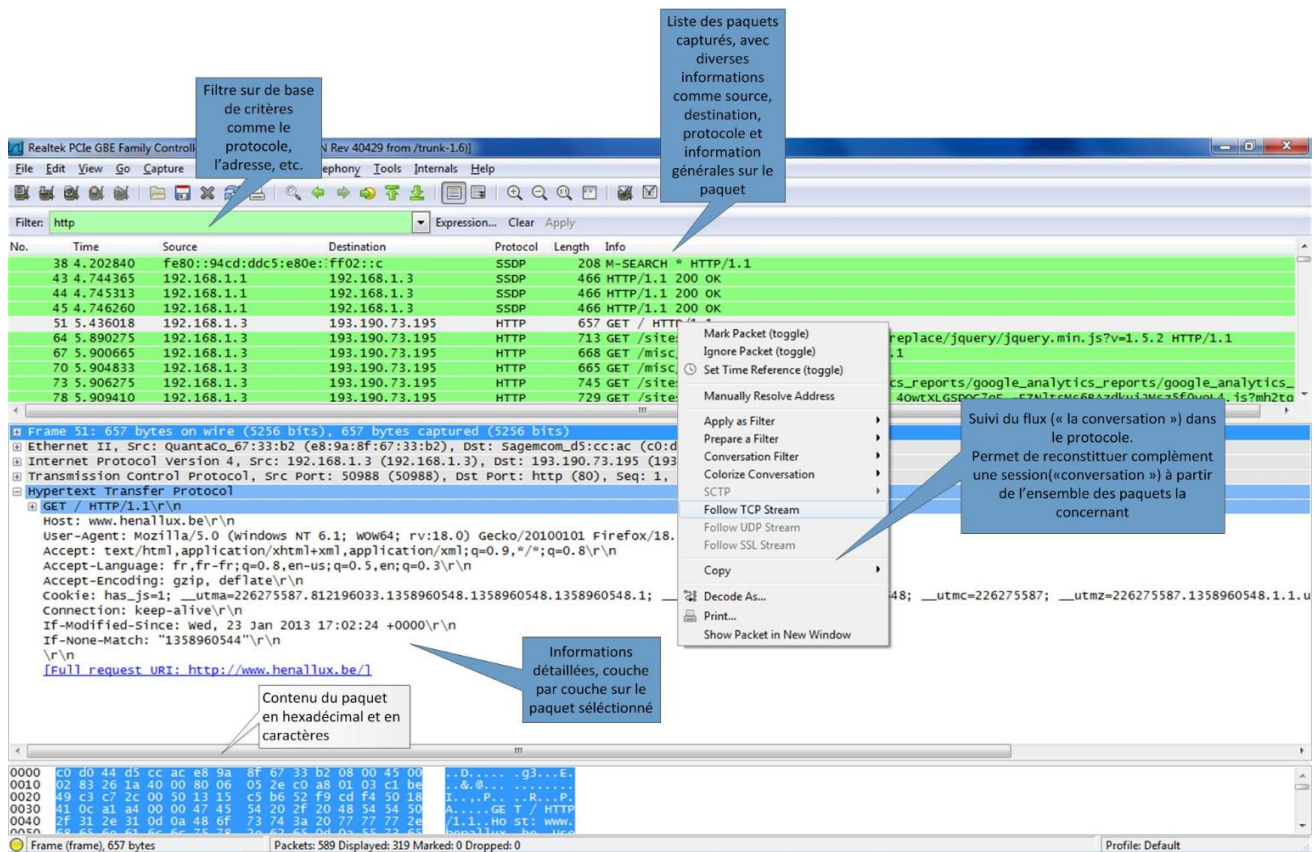 Liste des paquets
capturés, avec
diverses
informations
comme source,
destination,
protocole et
information
générales sur le
paquet
Filtre sur de base
de critères
comme le
protocole,
l'adresse, etc.
Realtek PCIe GBE Family N Rev 40429 from /trunk-1.6)]
File Edit View Go Capture Tools Internals Help
Filter: http Expression... Clear Apply
No. Time Source Destination Protocol Length Info
38 4.202840 fe80::94cd:ddc5:e80e: ff02::c SSDP 208 M-SEARCH * HTTP/1.1
43 4.744365 192.168.1.1 192.168.1.3 SSDP 466 HTTP/1.1 200 OK
44 4.745313 192.168.1.1 192.168.1.3 SSDP 466 HTTP/1.1 200 OK
45 4.746260 192.168.1.1 192.168.1.3 SSDP 466 HTTP/1.1 200 OK
51 5.436018 192.168.1.3 193.190.73.195 HTTP 657 GET / HTTP/1.1
64 5.890275 192.168.1.3 193.190.73.195 HTTP 713 GET /site replace/jquery/jquery.min.js?v=1.5.2 HTTP/1.1
67 5.900665 192.168.1.3 193.190.73.195 HTTP 668 GET /misc .1
70 5.904833 192.168.1.3 193.190.73.195 HTTP 665 GET /misc
73 5.906275 192.168.1.3 193.190.73.195 HTTP 745 GET /site cs_reports/google_analytics_reports/google_analytics_
78 5.909410 192.168.1.3 193.190.73.195 HTTP 729 GET /site
Mark Packet (toggle)
Ignore Packet (toggle)
Set Time Reference (toggle)
Manually Resolve Address
Apply as Filter
Prepare a Filter
Conversation Filter
Colorize Conversation
SCTP
Follow TCP Stream
Follow UDP Stream
Follow SSL Stream
Copy
Decode As...
Print...
Show Packet in New Window
Suivi du flux (« la conversation ») dans
le protocole.
Permet de reconstituer complèment
une session(«conversation ») à partir
de l'ensemble des paquets la
concernant
Frame 51: 657 bytes on wire (5256 bits), 657 bytes captured (5256 bits)
Ethernet II, Src: QuantaCo_67:33:b2 (e8:9a:8f:67:33:b2), Dst: Sagemcom_d5:cc:ac (c0:d
Internet Protocol Version 4, Src: 192.168.1.3 (192.168.1.3), Dst: 193.190.73.195 (193
Transmission Control Protocol, Src Port: 50988 (50988), Dst Port: http (80), Seq: 1,
Hypertext Transfer Protocol
GET / HTTP/1.1\r\n
Host: www.henallux.be\r\n
User-Agent: Mozilla/5.0 (Windows NT 6.1; WOW64; rv:18.0) Gecko/20100101 Firefox/18.
Accept: text/html,application/xhtml+xml,application/xml;q=0.9,*/*;q=0.8\r\n
Accept-Language: fr,fr-fr;q=0.8,en-us;q=0.5,en;q=0.3\r\n
Accept-Encoding: gzip, deflate\r\n
Cookie: has_js=1; __utma=226275587.812196033.1358960548.1358960548.1358960548.1; 48; __utmc=226275587; __utmz=226275587.1358960548.1.1.u
Connection: keep-alive\r\n
If-Modified-Since: Wed, 23 Jan 2013 17:02:24 +0000\r\n
If-None-Match: "1358960544"\r\n
\r\n
[Full request URI: http://www.henallux.be/]
Informations
détaillées, couche
par couche sur le
paquet séléctionné
Contenu du paquet
en hexadécimal et en
caractères
0000 c0 d0 44 d5 cc ac e8 9a 8f 67 33 b2 08 00 45 00 ..D..... .g3...E.
0010 02 83 26 1a 40 00 80 06 05 2e c0 a8 01 03 c1 be ..&.@... ........
0020 49 c3 c7 2c 00 50 13 15 c5 b6 52 f9 cd f4 50 18 I..,.P.. ..R...P.
0030 41 0c a1 a4 00 00 47 45 54 20 2f 20 48 54 54 50 A.....GE T / HTTP
0040 2f 31 2e 31 0d 0a 48 6f 73 74 3a 20 77 77 77 2e /1.1..Ho st: www.
0050 68 65 6e 61 6c 6c 75 78 2e 62 65 0d 0a 55 73 65 henallux .be..Use
Frame (frame), 657 bytes Packets: 589 Displayed: 319 Marked: 0 Dropped: 0 Profile: Default